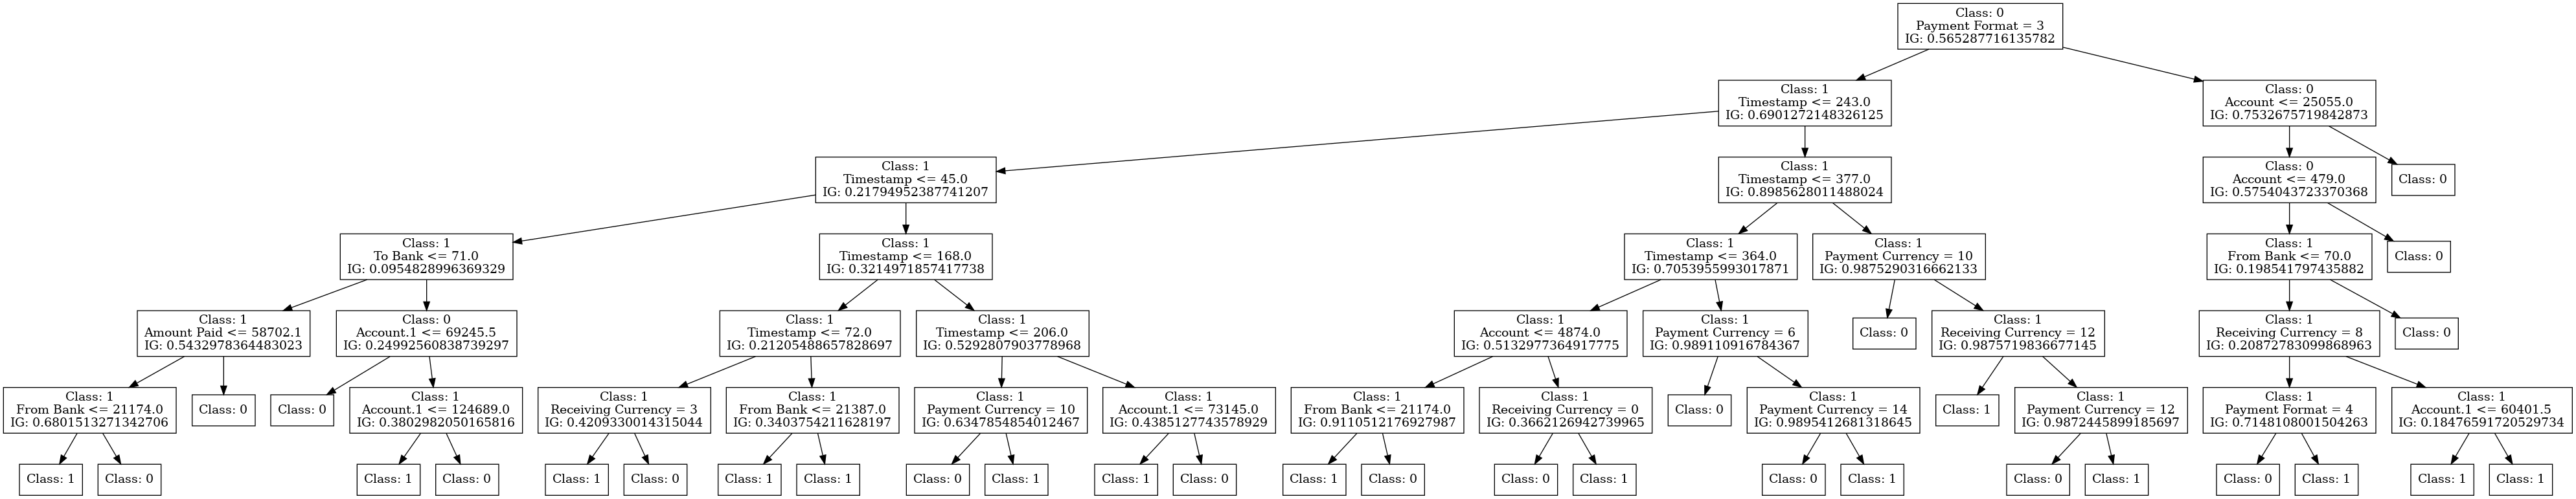 Class: 0
Payment Format = 3
IG: 0.565287716135782
Class: 1
Timestamp <= 243.0
IG: 0.6901272148326125
Class: 0
Account <= 25055.0
IG: 0.7532675719842873
Class: 1
Timestamp <= 45.0
IG: 0.21794952387741207
Class: 1
Timestamp <= 377.0
IG: 0.8985628011488024
Class: 0
Account <= 479.0
IG: 0.5754043723370368
Class: 0
Class: 1
To Bank <= 71.0
IG: 0.0954828996369329
Class: 1
Timestamp <= 168.0
IG: 0.3214971857417738
Class: 1
Timestamp <= 364.0
IG: 0.7053955993017871
Class: 1
Payment Currency = 10
IG: 0.9875290316662133
Class: 1
From Bank <= 70.0
IG: 0.198541797435882
Class: 0
Class: 1
Amount Paid <= 58702.1
IG: 0.5432978364483023
Class: 0
Account.1 <= 69245.5
IG: 0.24992560838739297
Class: 1
Timestamp <= 72.0
IG: 0.21205488657828697
Class: 1
Timestamp <= 206.0
IG: 0.5292807903778968
Class: 1
Account <= 4874.0
IG: 0.5132977364917775
Class: 1
Payment Currency = 6
IG: 0.989110916784367
Class: 0
Class: 1
Receiving Currency = 12
IG: 0.9875719836677145
Class: 1
Receiving Currency = 8
IG: 0.20872783099868963
Class: 0
Class: 1
From Bank <= 21174.0
IG: 0.6801513271342706
Class: 0
Class: 0
Class: 1
Account.1 <= 124689.0
IG: 0.3802982050165816
Class: 1
Receiving Currency = 3
IG: 0.4209330014315044
Class: 1
From Bank <= 21387.0
IG: 0.3403754211628197
Class: 1
Payment Currency = 10
IG: 0.6347854854012467
Class: 1
Account.1 <= 73145.0
IG: 0.4385127743578929
Class: 1
From Bank <= 21174.0
IG: 0.9110512176927987
Class: 1
Receiving Currency = 0
IG: 0.3662126942739965
Class: 0
Class: 1
Payment Currency = 14
IG: 0.9895412681318645
Class: 1
Class: 1
Payment Currency = 12
IG: 0.9872445899185697
Class: 1
Payment Format = 4
IG: 0.7148108001504263
Class: 1
Account.1 <= 60401.5
IG: 0.18476591720529734
Class: 1
Class: 0
Class: 1
Class: 0
Class: 1
Class: 0
Class: 1
Class: 1
Class: 0
Class: 1
Class: 1
Class: 0
Class: 1
Class: 0
Class: 0
Class: 1
Class: 0
Class: 1
Class: 0
Class: 1
Class: 0
Class: 1
Class: 1
Class: 1